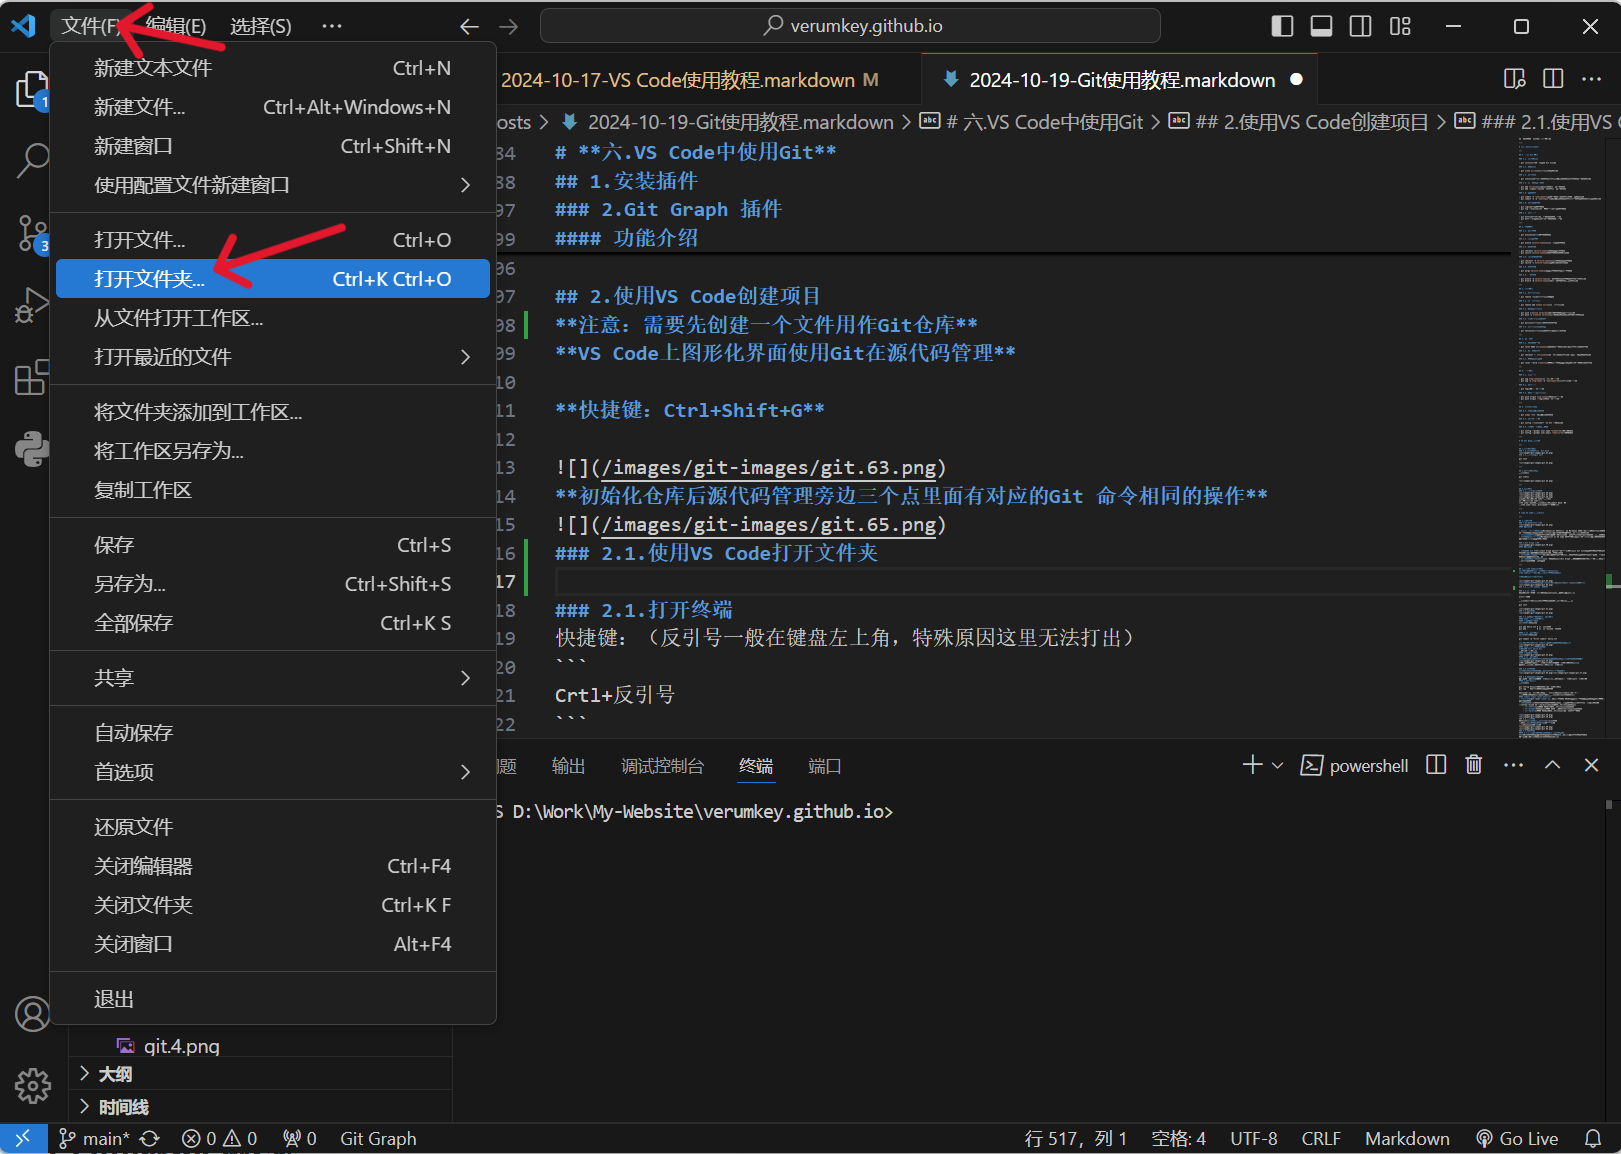 文件(F) 编辑(E) 选择(S) ··· verumkey.github.io
新建文本文件 Ctrl+N
新建文件... Ctrl+Alt+Windows+N
新建窗口 Ctrl+Shift+N
使用配置文件新建窗口
打开文件... Ctrl+O
打开文件夹... Ctrl+K Ctrl+O
从文件打开工作区...
打开最近的文件
将文件夹添加到工作区...
将工作区另存为...
复制工作区
保存 Ctrl+S
另存为... Ctrl+Shift+S
全部保存 Ctrl+K S
共享
自动保存
首选项
还原文件
关闭编辑器 Ctrl+F4
关闭文件夹 Ctrl+K F
关闭窗口 Alt+F4
退出
1
3
git.4.png
大纲
时间线
2024-10-17-VS Code使用教程.markdown M
2024-10-19-Git使用教程.markdown
osts > 2024-10-19-Git使用教程.markdown > # 六.VS Code中使用Git > ## 2.使用VS Code创建项目 > ### 2.1.使用VS
34 # **六.VS Code中使用Git**
38 ## 1.安装插件
97 ### 2.Git Graph 插件
99 #### 功能介绍
06
07 ## 2.使用VS Code创建项目
08 **注意：需要先创建一个文件用作Git仓库**
09 **VS Code上图形化界面使用Git在源代码管理**
10
11 **快捷键：Ctrl+Shift+G**
12
13 ![](/images/git-images/git.63.png)
14 **初始化仓库后源代码管理旁边三个点里面有对应的Git 命令相同的操作**
15 ![](/images/git-images/git.65.png)
16 ### 2.1.使用VS Code打开文件夹
17
18 ### 2.1.打开终端
19 快捷键：（反引号一般在键盘左上角，特殊原因这里无法打出）
20 ```
21 Crtl+反引号
22 ```
题 输出 调试控制台 终端 端口 powershell
S D:\Work\My-Website\verumkey.github.io>
main* 0 0 0 Git Graph 行 517，列 1 空格: 4 UTF-8 CRLF Markdown Go Live